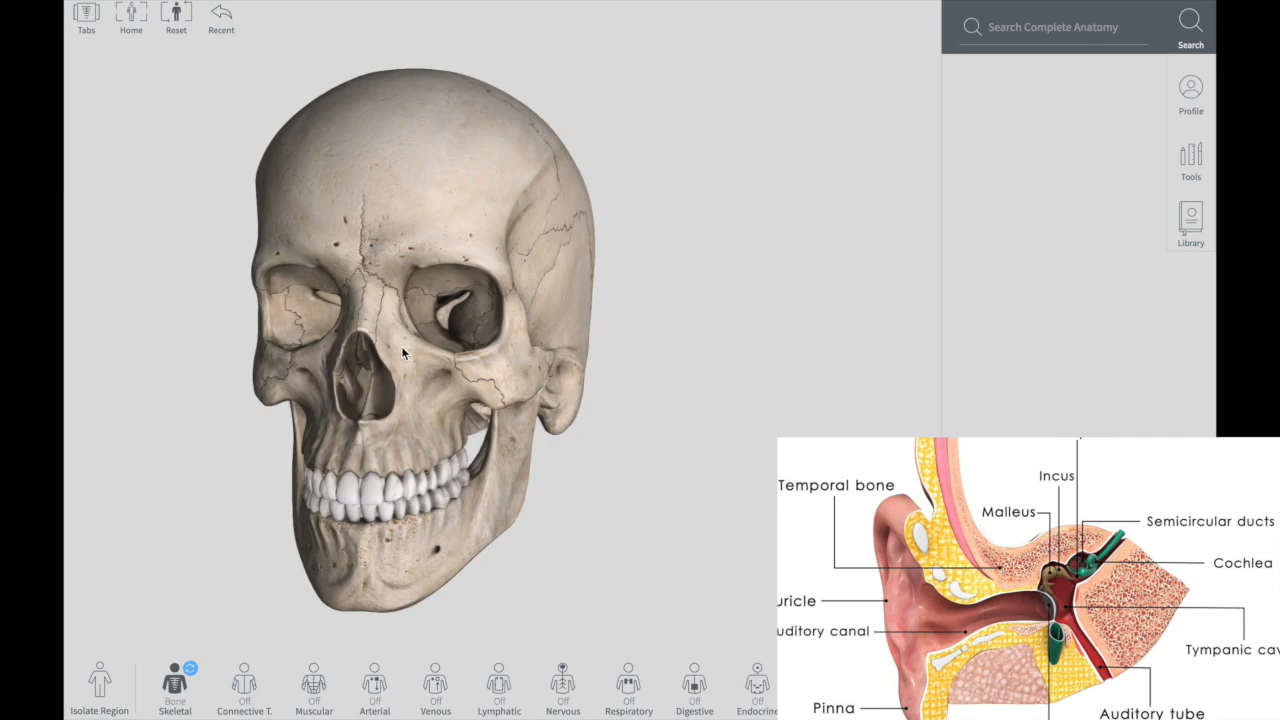 Tabs
Home
Reset
Recent
Search Complete Anatomy
Search
Profile
Tools
Library
Incus
Temporal bone
Malleus
Semicircular ducts
Cochlea
uricle
uditory canal
Tympanic cav
Pinna
Auditory tube
Isolate Region
Bone
Skeletal
Off
Connective T.
Off
Muscular
Off
Arterial
Off
Venous
Off
Lymphatic
Off
Nervous
Off
Respiratory
Off
Digestive
Off
Endocrine